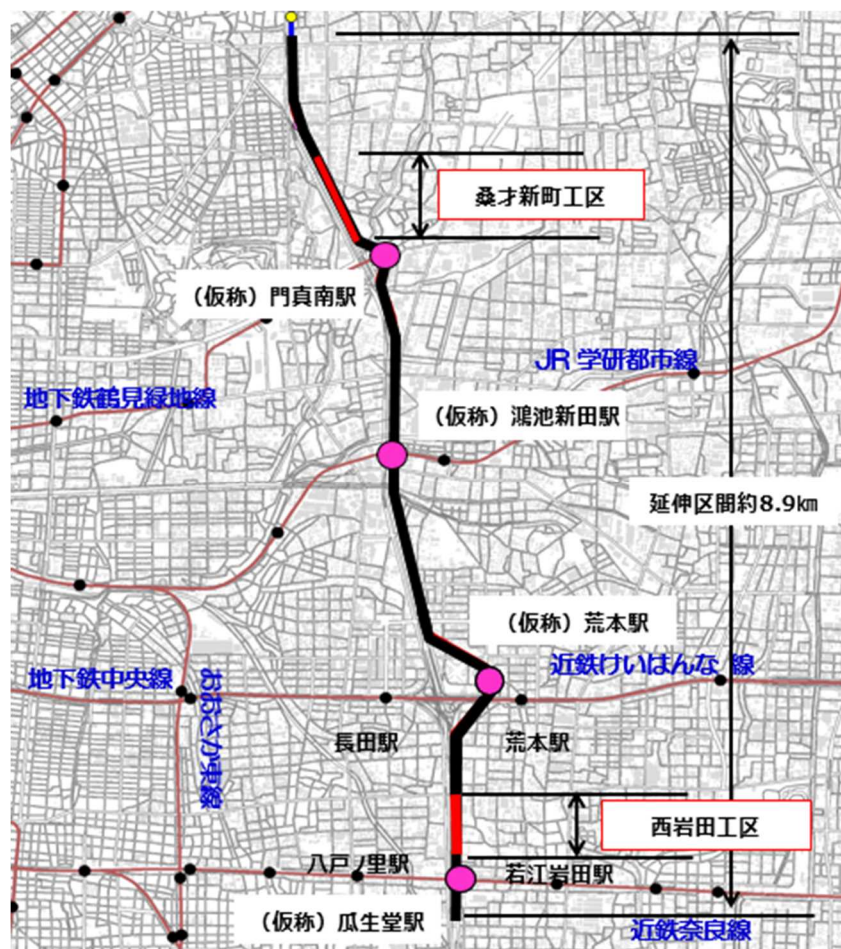 桑才新町工区
（仮称）門真南駅
JR 学研都市線
地下鉄鶴見緑地線
（仮称）鴻池新田駅
延伸区間約8.9㎞
（仮称）荒本駅
地下鉄中央線
近鉄けいはんな 線
おおさか東線
長田駅
荒本駅
西岩田工区
八戸ノ里駅
若江岩田駅
（仮称）瓜生堂駅
近鉄奈良線